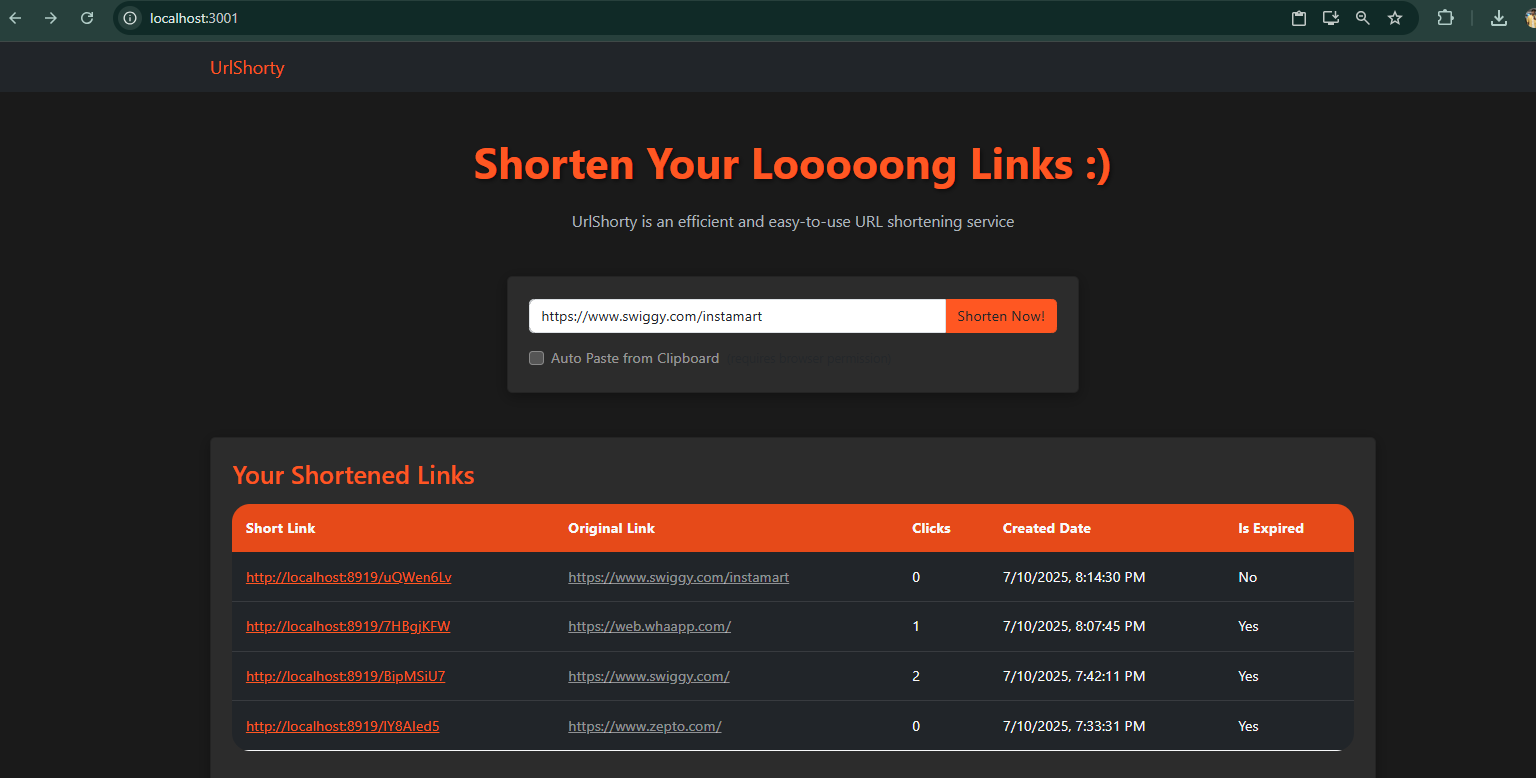 localhost:3001
UrlShorty
Shorten Your Looooong Links :)
UrlShorty is an efficient and easy-to-use URL shortening service
https://www.swiggy.com/instamart Shorten Now!
Auto Paste from Clipboard
Your Shortened Links
Short Link Original Link Clicks Created Date Is Expired
http://localhost:8919/uQWen6Lv https://www.swiggy.com/instamart 0 7/10/2025, 8:14:30 PM No
http://localhost:8919/7HBgjKFW https://web.whaapp.com/ 1 7/10/2025, 8:07:45 PM Yes
http://localhost:8919/BipMSiU7 https://www.swiggy.com/ 2 7/10/2025, 7:42:11 PM Yes
https://www.zepto.com/ 0 7/10/2025, 7:33:31 PM Yes